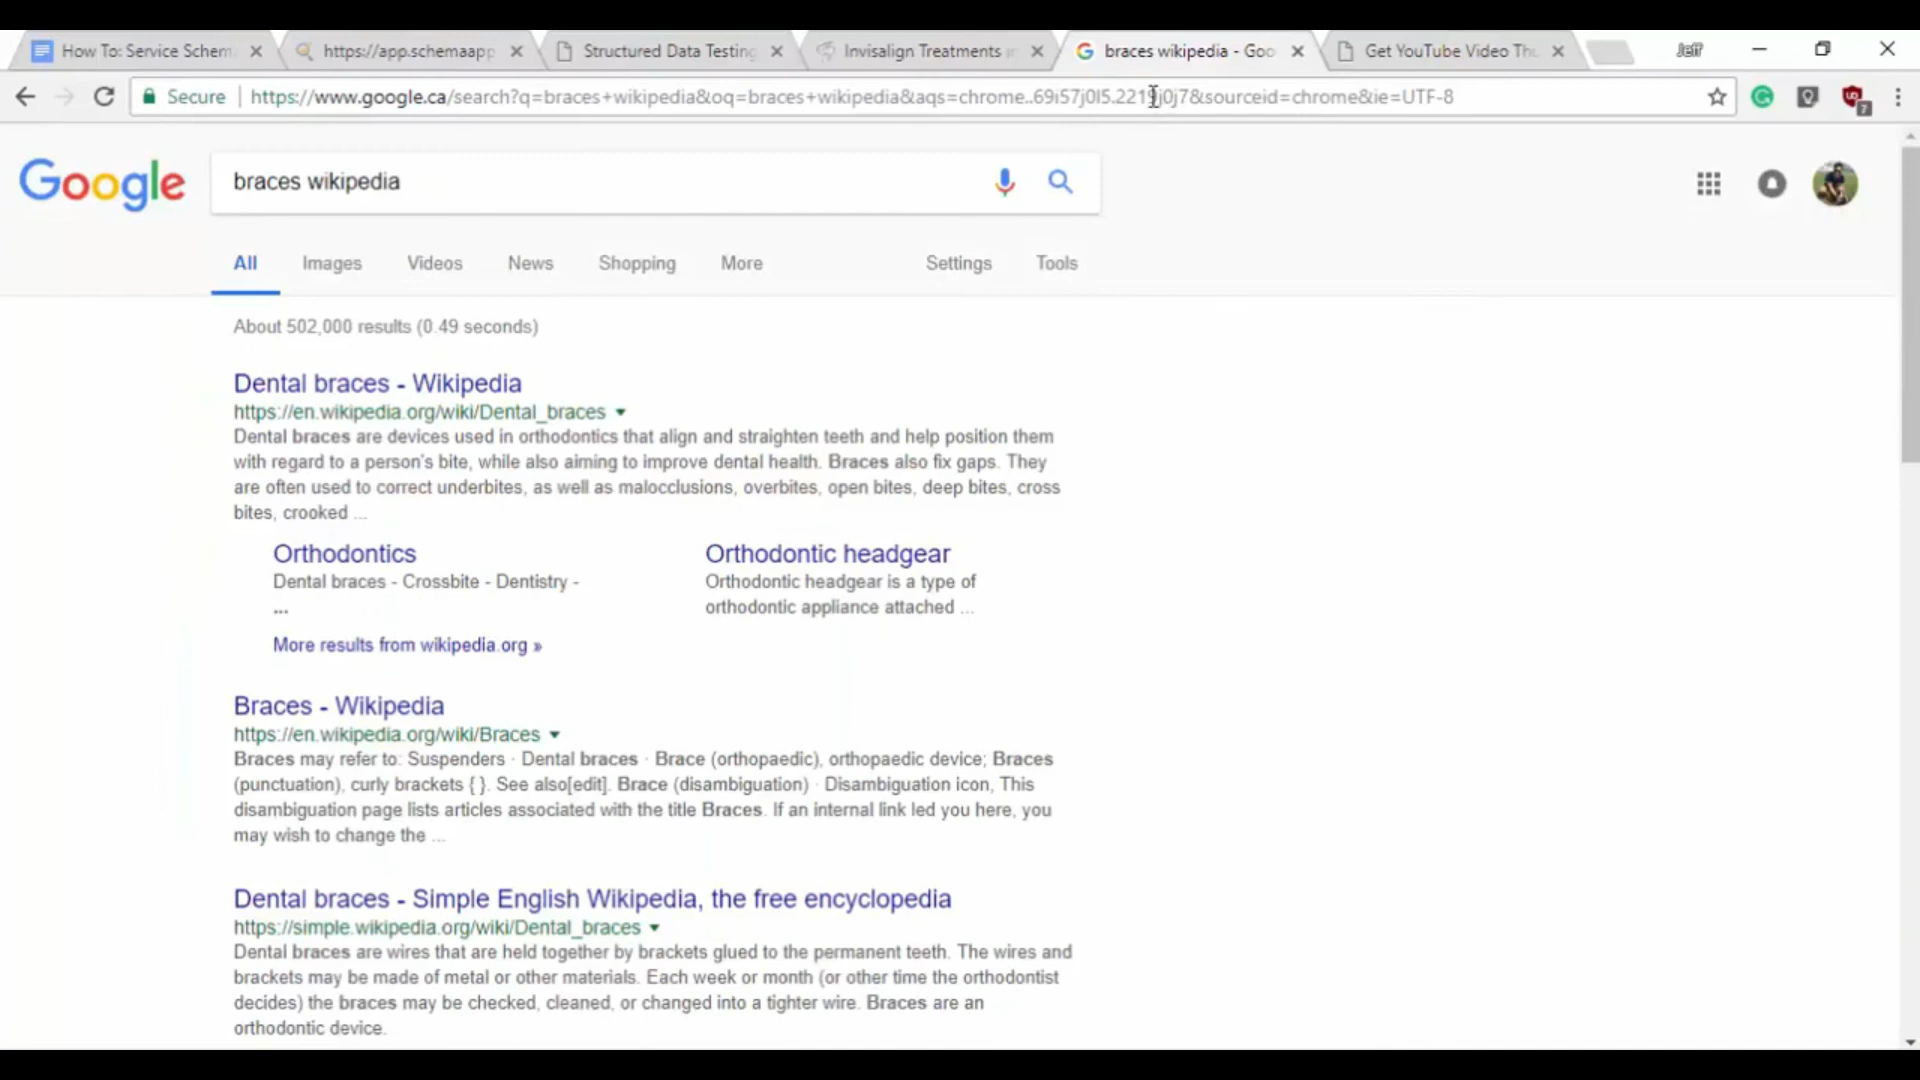 How To: Service Schem
https://app.schemaapp
Structured Data Testing
Invisalign Treatments i
braces wikipedia - Goo
Get YouTube Video Thu
Jeff
Secure
https://www.google.ca/search?q=braces+wikipedia&oq=braces+wikipedia&aqs=chrome..69i57j0l5.2219j0j7&sourceid=chrome&ie=UTF-8
7
Google
braces wikipedia
All
Images
Videos
News
Shopping
More
Settings
Tools
About 502,000 results (0.49 seconds)
Dental braces - Wikipedia
https://en.wikipedia.org/wiki/Dental_braces
Dental braces are devices used in orthodontics that align and straighten teeth and help position them
with regard to a person's bite, while also aiming to improve dental health. Braces also fix gaps. They
are often used to correct underbites, as well as malocclusions, overbites, open bites, deep bites, cross
bites, crooked ...
Orthodontics
Dental braces - Crossbite - Dentistry -
...
Orthodontic headgear
Orthodontic headgear is a type of
orthodontic appliance attached ...
More results from wikipedia.org »
Braces - Wikipedia
https://en.wikipedia.org/wiki/Braces
Braces may refer to: Suspenders · Dental braces · Brace (orthopaedic), orthopaedic device; Braces
(punctuation), curly brackets { }. See also[edit]. Brace (disambiguation) · Disambiguation icon, This
disambiguation page lists articles associated with the title Braces. If an internal link led you here, you
may wish to change the ...
Dental braces - Simple English Wikipedia, the free encyclopedia
https://simple.wikipedia.org/wiki/Dental_braces
Dental braces are wires that are held together by brackets glued to the permanent teeth. The wires and
brackets may be made of metal or other materials. Each week or month (or other time the orthodontist
decides) the braces may be checked, cleaned, or changed into a tighter wire. Braces are an
orthodontic device.